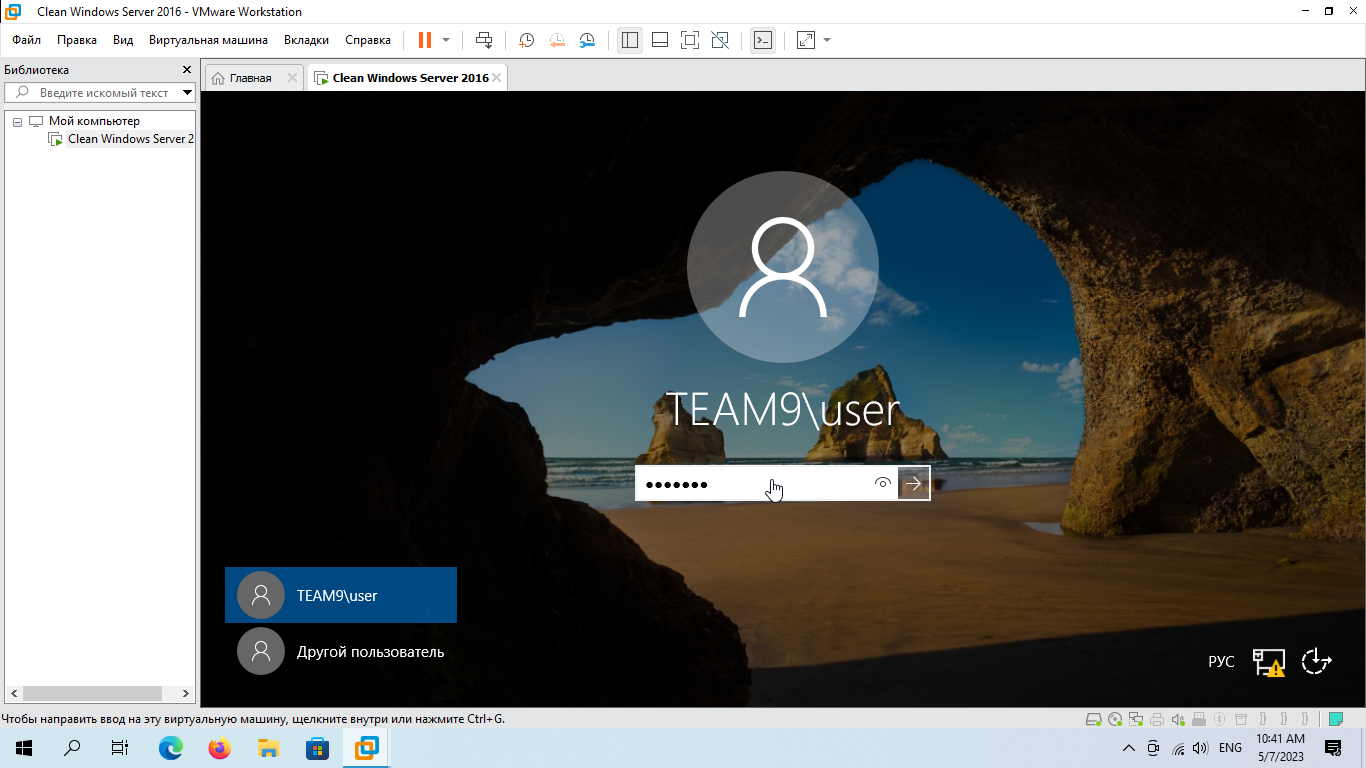 Clean Windows Server 2016 - VMware Workstation
Файл Правка Вид Виртуальная машина Вкладки Справка
Библиотека
Введите искомый текст
Мой компьютер
Clean Windows Server 2
Главная
Clean Windows Server 2016
TEAM9\user
TEAM9\user
Другой пользователь
РУС
Чтобы направить ввод на эту виртуальную машину, щелкните внутри или нажмите Ctrl+G.
ENG
10:41 AM
5/7/2023